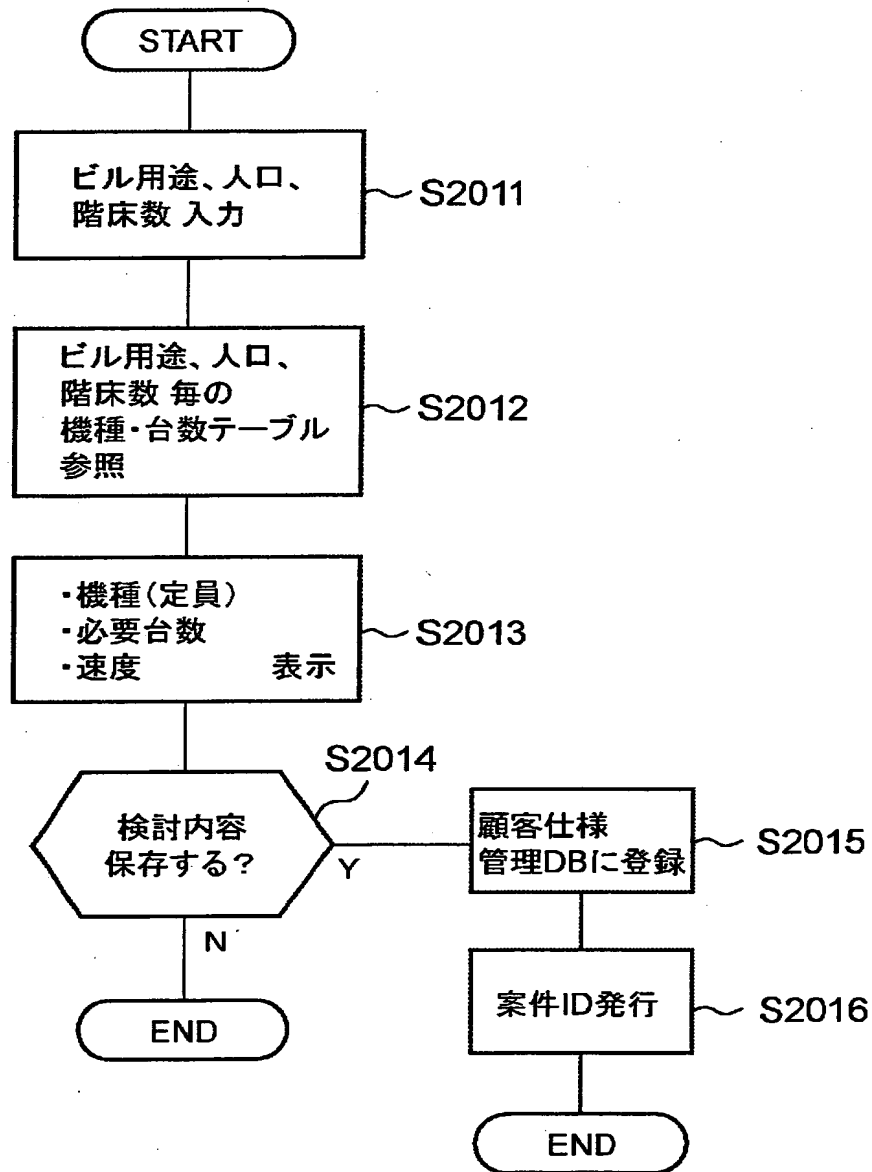 START
ビル用途、人口、
階床数 入力
S2011
ビル用途、人口、
階床数 毎の
機種・台数テーブル
参照
S2012
・機種(定員)
・必要台数
・速度 表示
S2013
検討内容
保存する?
S2014
Y
N
顧客仕様
管理DBに登録
S2015
案件ID発行
S2016
END
END